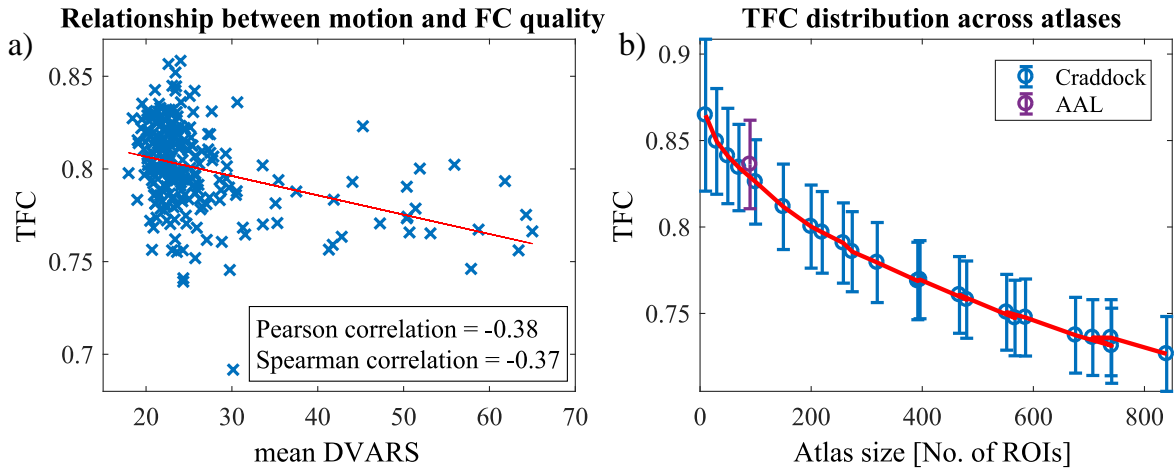 Relationship between motion and FC quality
a)
0.85
0.8
0.75
0.7
TFC
Pearson correlation = -0.38
Spearman correlation = -0.37
20 30 40 50 60 70
mean DVARS
TFC distribution across atlases
b)
0.9
0.85
0.8
0.75
TFC
Craddock
AAL
0 200 400 600 800
Atlas size [No. of ROIs]